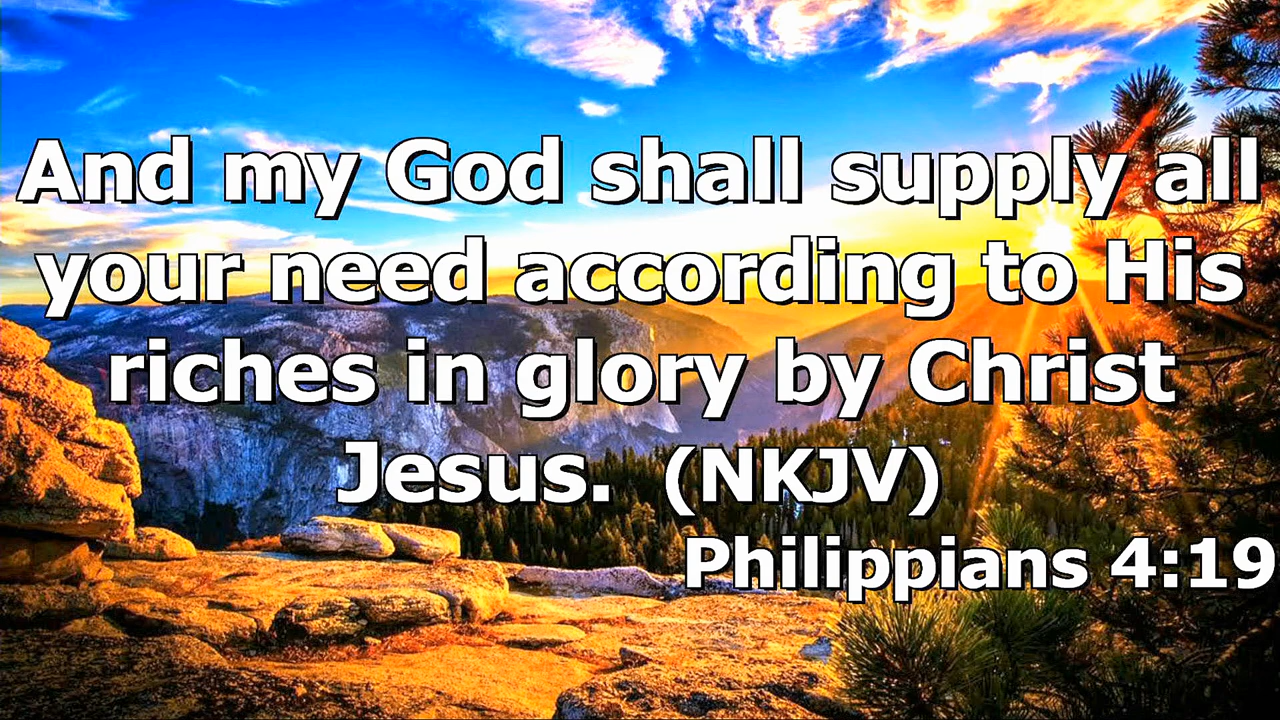 And my God shall supply all
your need according to His
riches in glory by Christ
Jesus. (NKJV)
Philippians 4:19